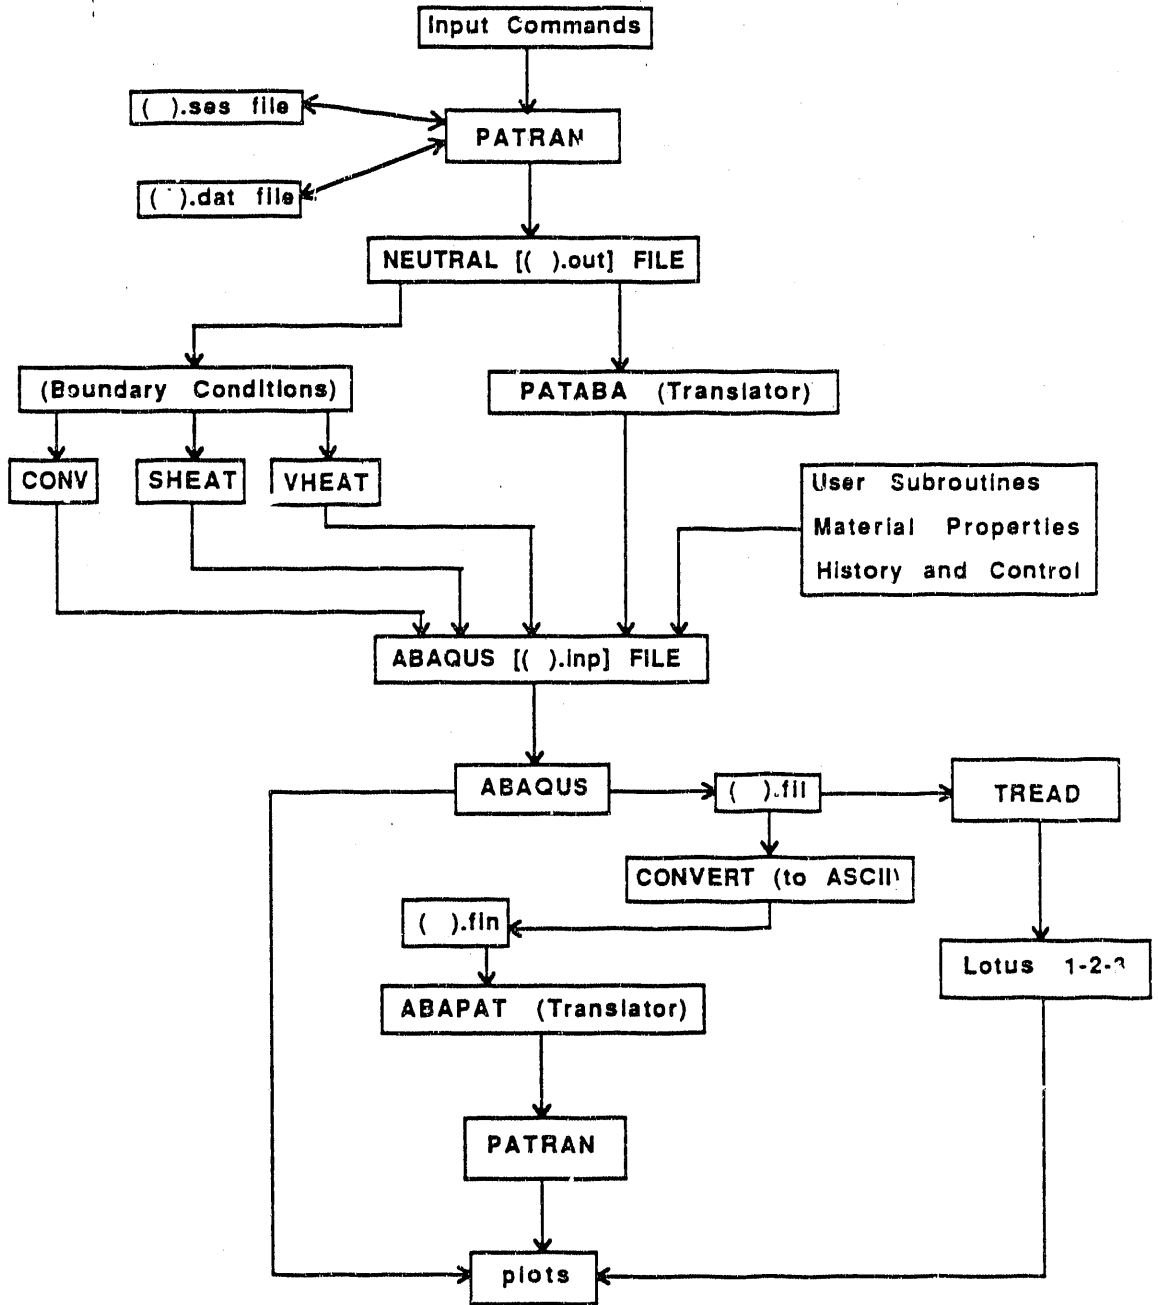 Input Commands
( ).ses file
PATRAN
( ).dat file
NEUTRAL [( ).out] FILE
(Boundary Conditions)
PATABA (Translator)
CONV
SHEAT
VHEAT
User Subroutines
Material Properties
History and Control
ABAQUS [( ).inp] FILE
ABAQUS
( ).fil
TREAD
CONVERT (to ASCII)
( ).fin
Lotus 1-2-3
ABAPAT (Translator)
PATRAN
plots